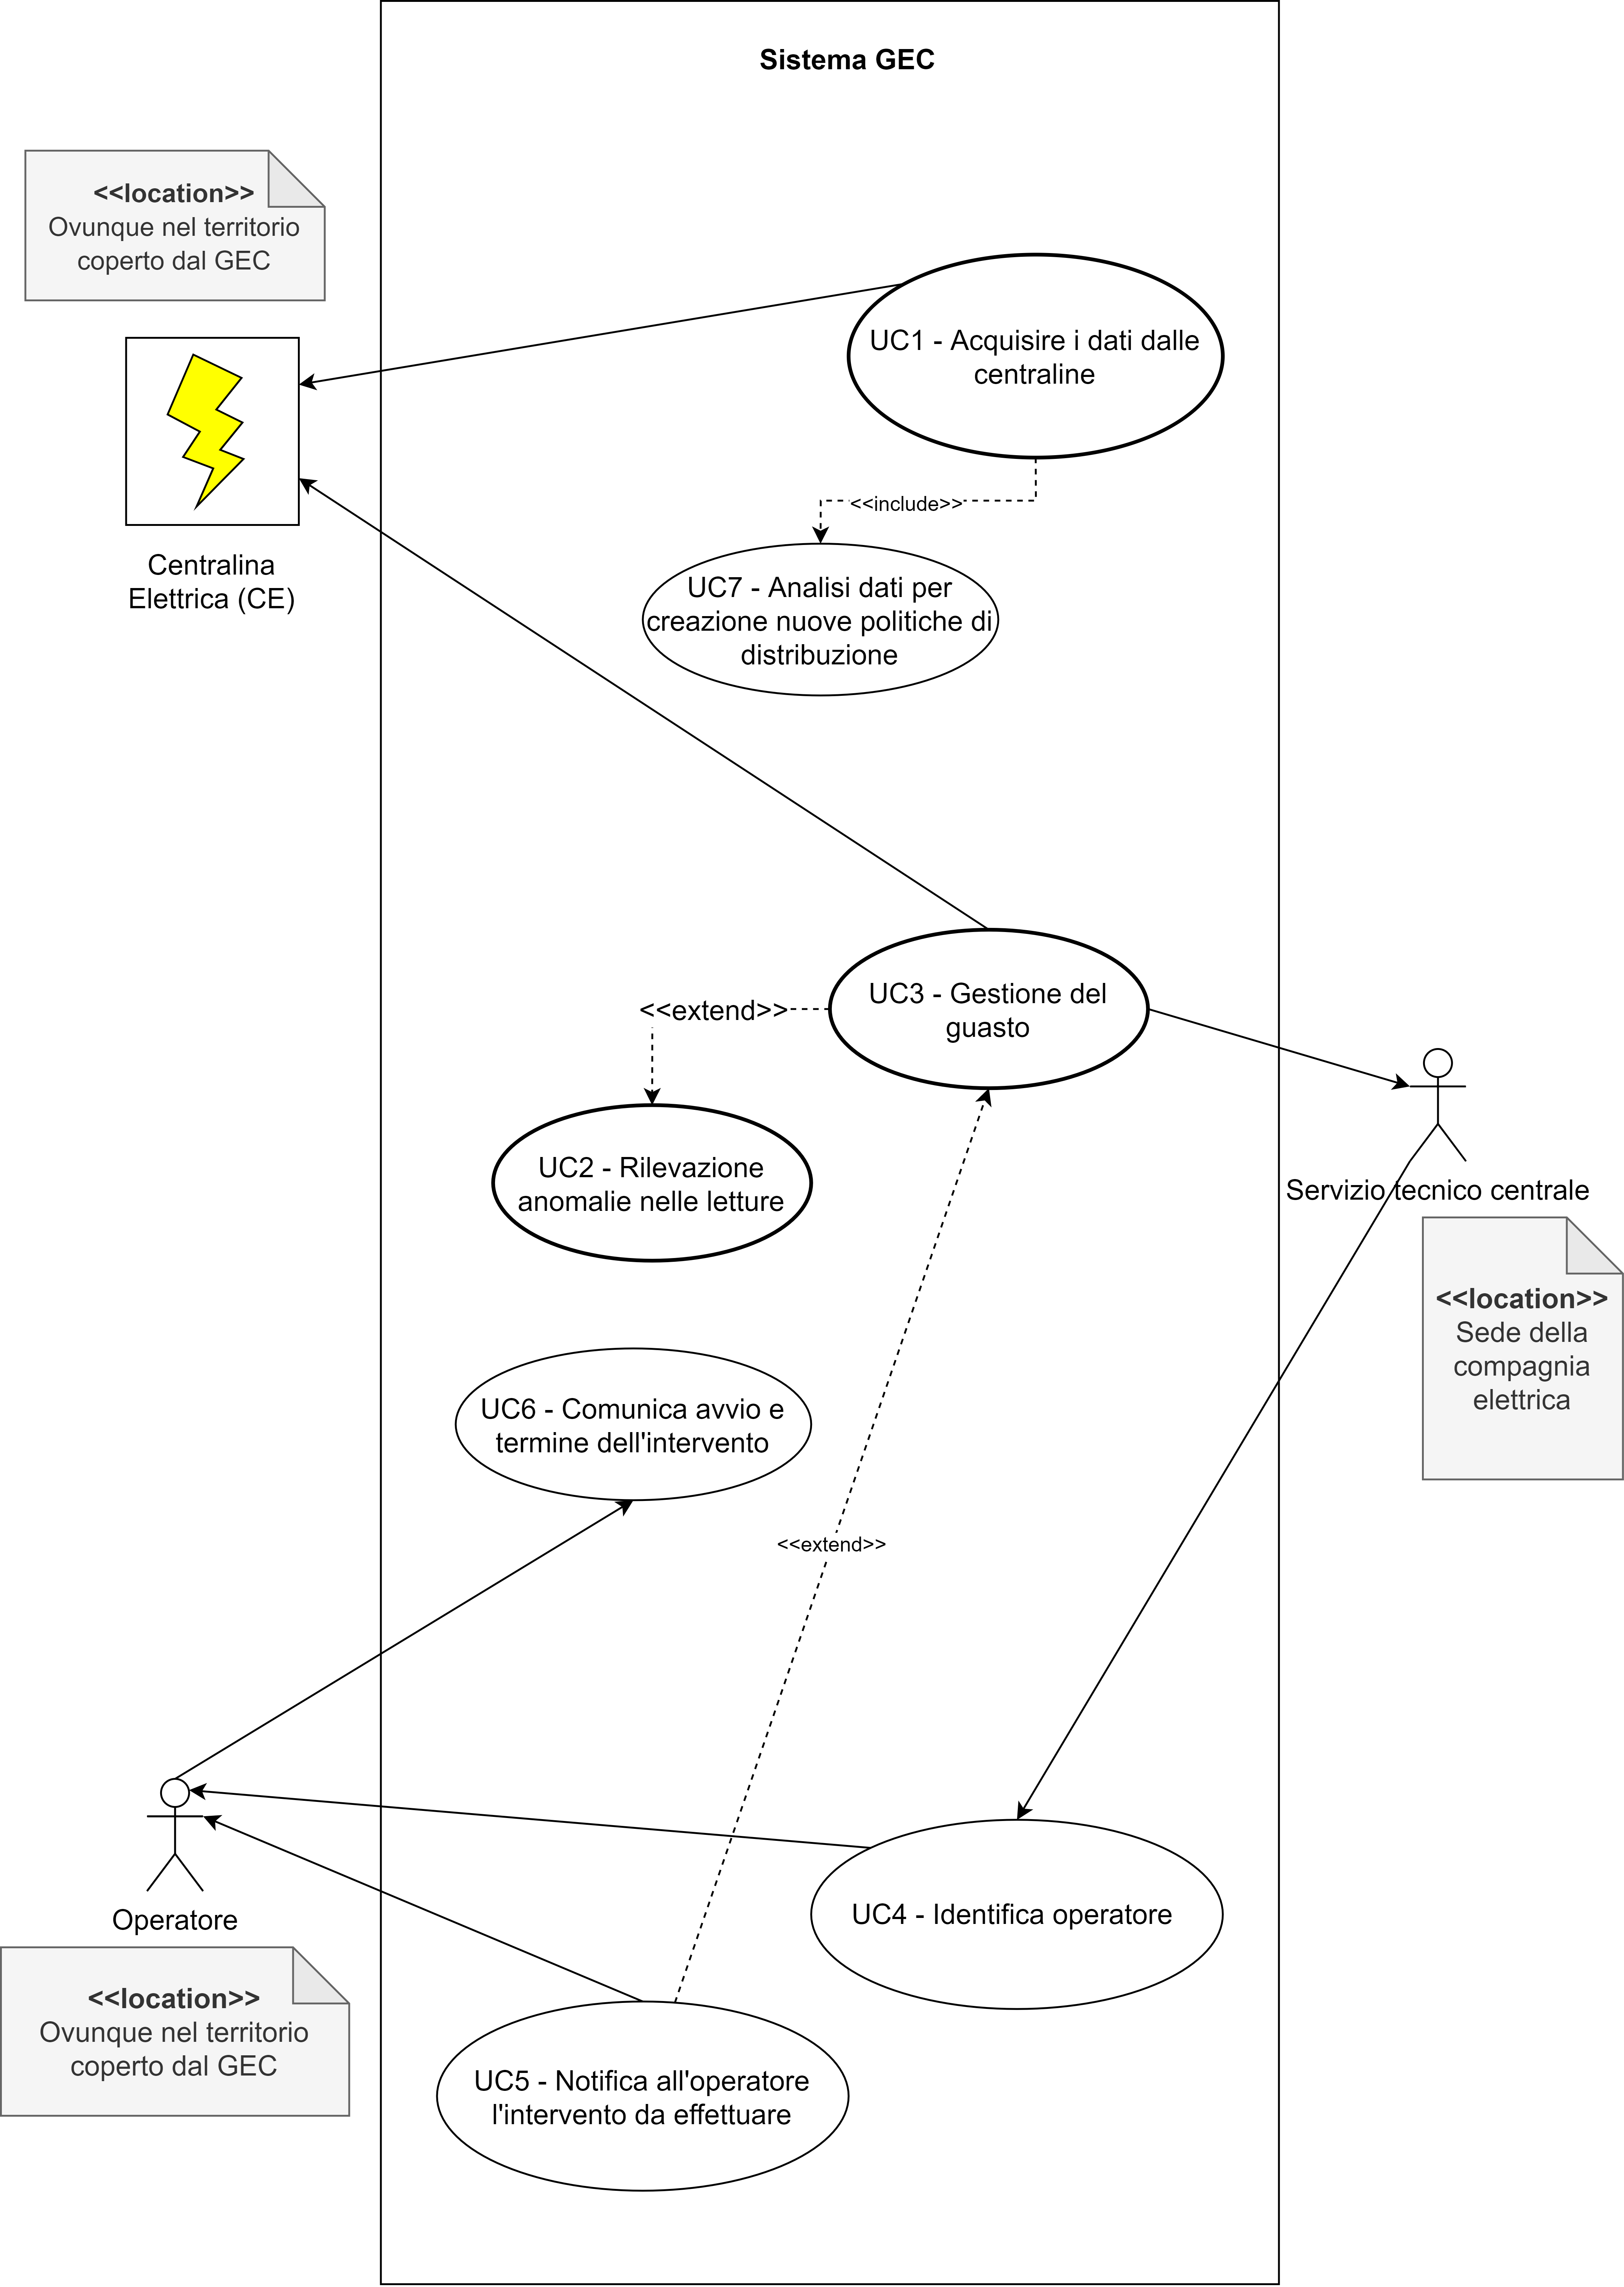 Sistema GEC
<<location>>
Ovunque nel territorio
coperto dal GEC
UC1 - Acquisire i dati dalle
centraline
<<include>>
Centralina
Elettrica (CE)
UC7 - Analisi dati per
creazione nuove politiche di
distribuzione
UC3 - Gestione del
guasto
<<extend>>
UC2 - Rilevazione
anomalie nelle letture
Servizio tecnico centrale
<<location>>
Sede della
compagnia
elettrica
UC6 - Comunica avvio e
termine dell'intervento
<<extend>>
UC4 - Identifica operatore
Operatore
<<location>>
Ovunque nel territorio
coperto dal GEC
UC5 - Notifica all'operatore
l'intervento da effettuare